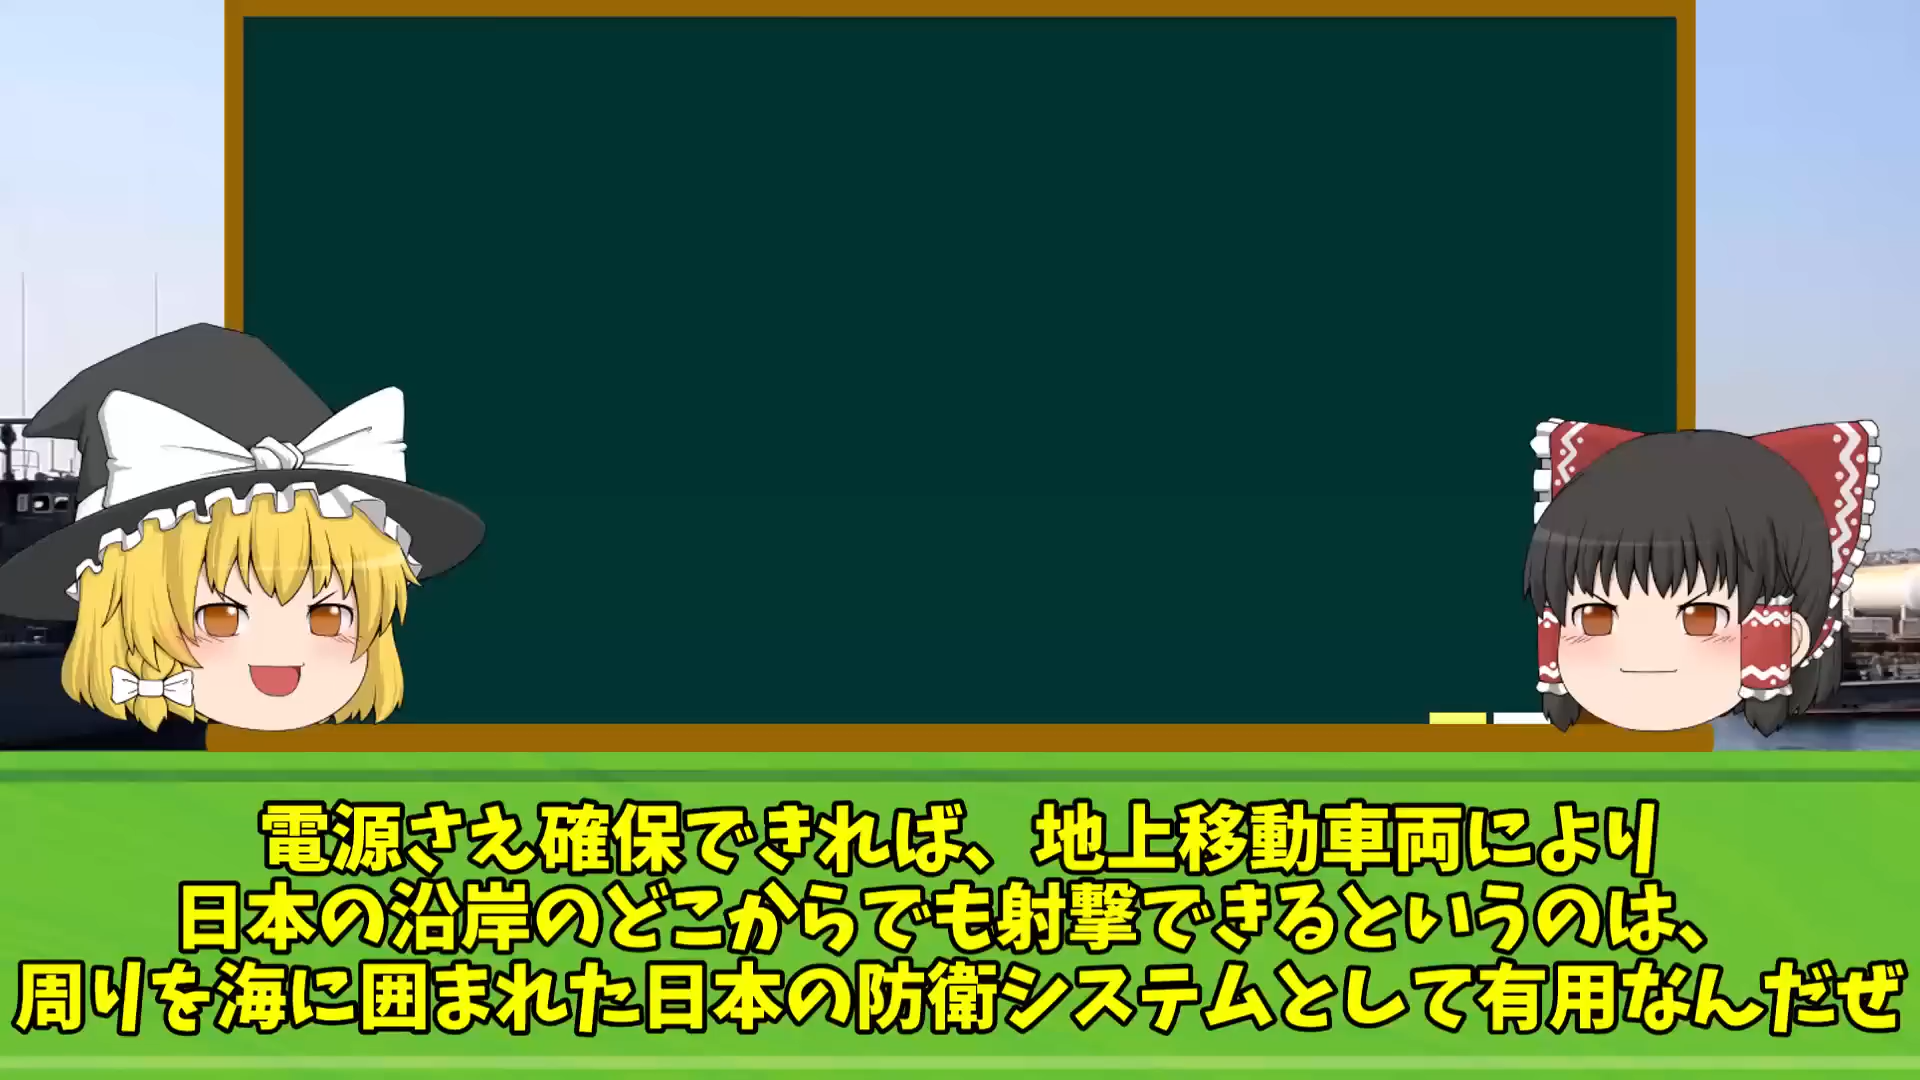 電源さえ確保できれば、地上移動車両により
日本の沿岸のどこからでも射撃できるというのは、
周りを海に囲まれた日本の防衛システムとして有用なんだぜ